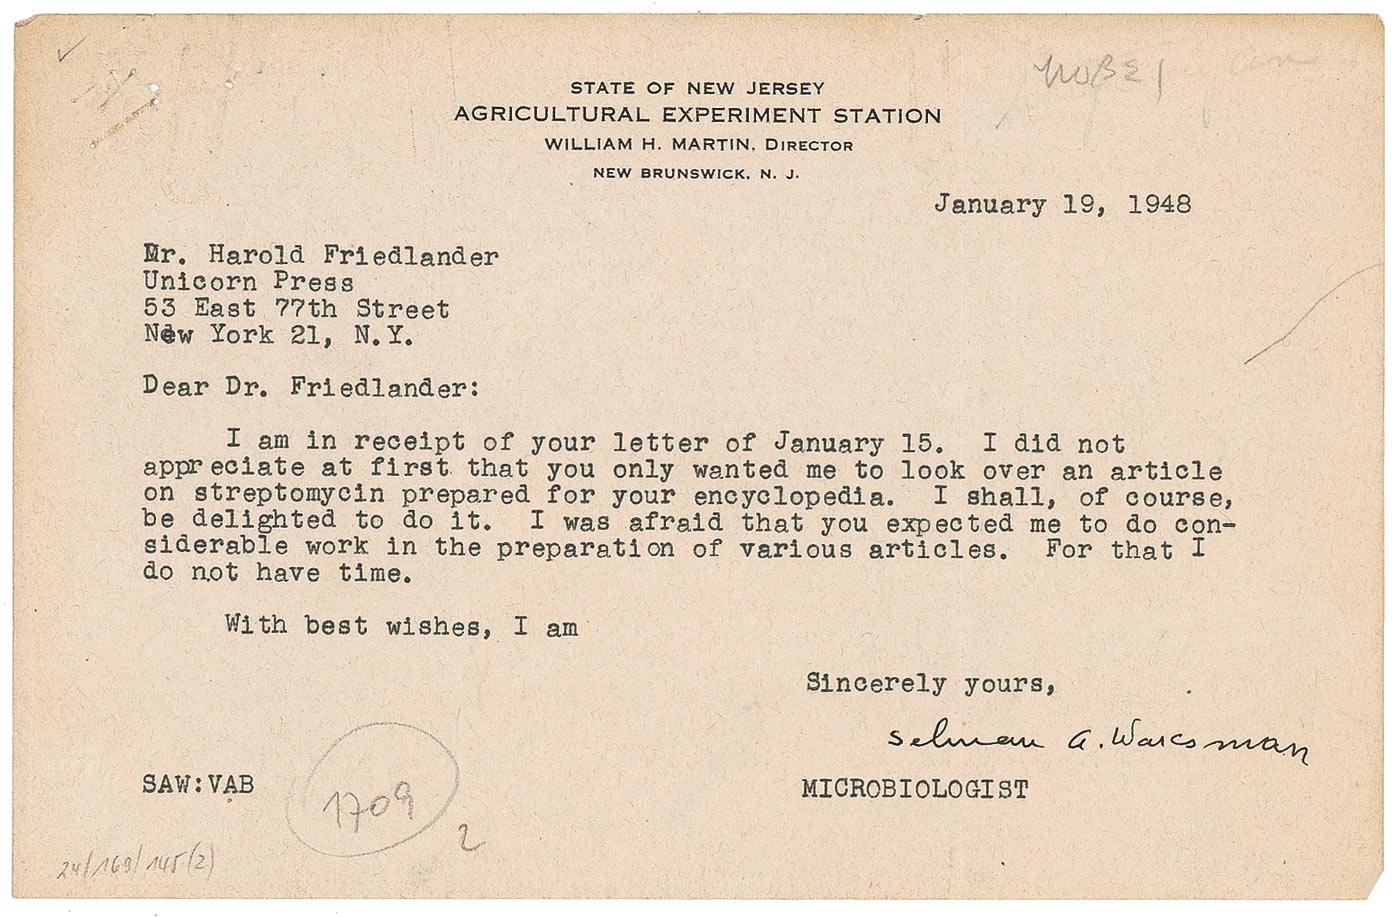 NOBEL
STATE OF NEW JERSEY
AGRICULTURAL EXPERIMENT STATION
WILLIAM H. MARTIN, DIRECTOR
NEW BRUNSWICK, N. J.
January 19, 1948
Mr. Harold Friedlander
Unicorn Press
53 East 77th Street
New York 21, N.Y.
Dear Dr. Friedlander:
I am in receipt of your letter of January 15. I did not
appreciate at first that you only wanted me to look over an article
on streptomycin prepared for your encyclopedia. I shall, of course,
be delighted to do it. I was afraid that you expected me to do con-
siderable work in the preparation of various articles. For that I
do not have time.
With best wishes, I am
Sincerely yours,
Selman A. Waksman
SAW:VAB
MICROBIOLOGIST
1709
2
24/169/145(2)